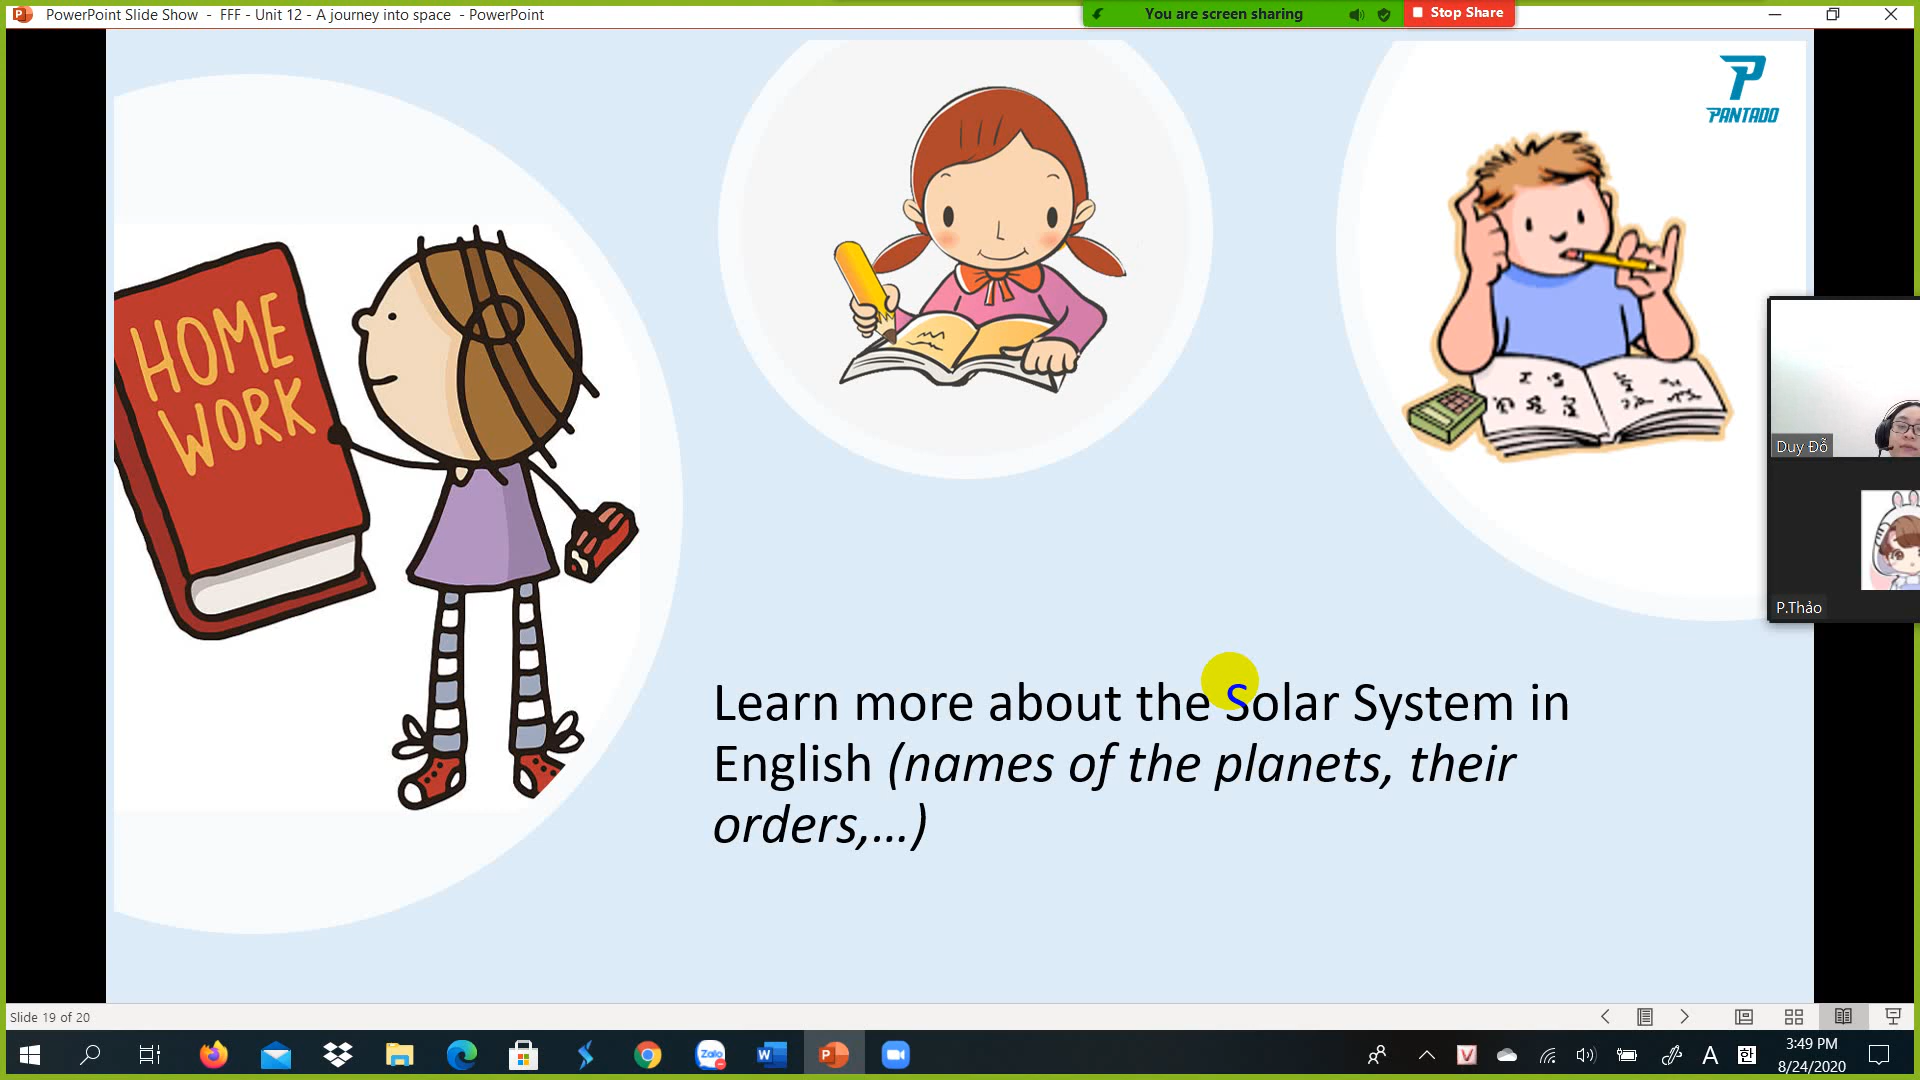 PowerPoint Slide Show - FFF - Unit 12 - A journey into space - PowerPoint
You are screen sharing
Stop Share
PANTADO
HOME
WORK
Duy Đỗ
P.Thảo
Learn more about the Solar System in
English (names of the planets, their
orders,...)
Slide 19 of 20
Zalo
3:49 PM
8/24/2020